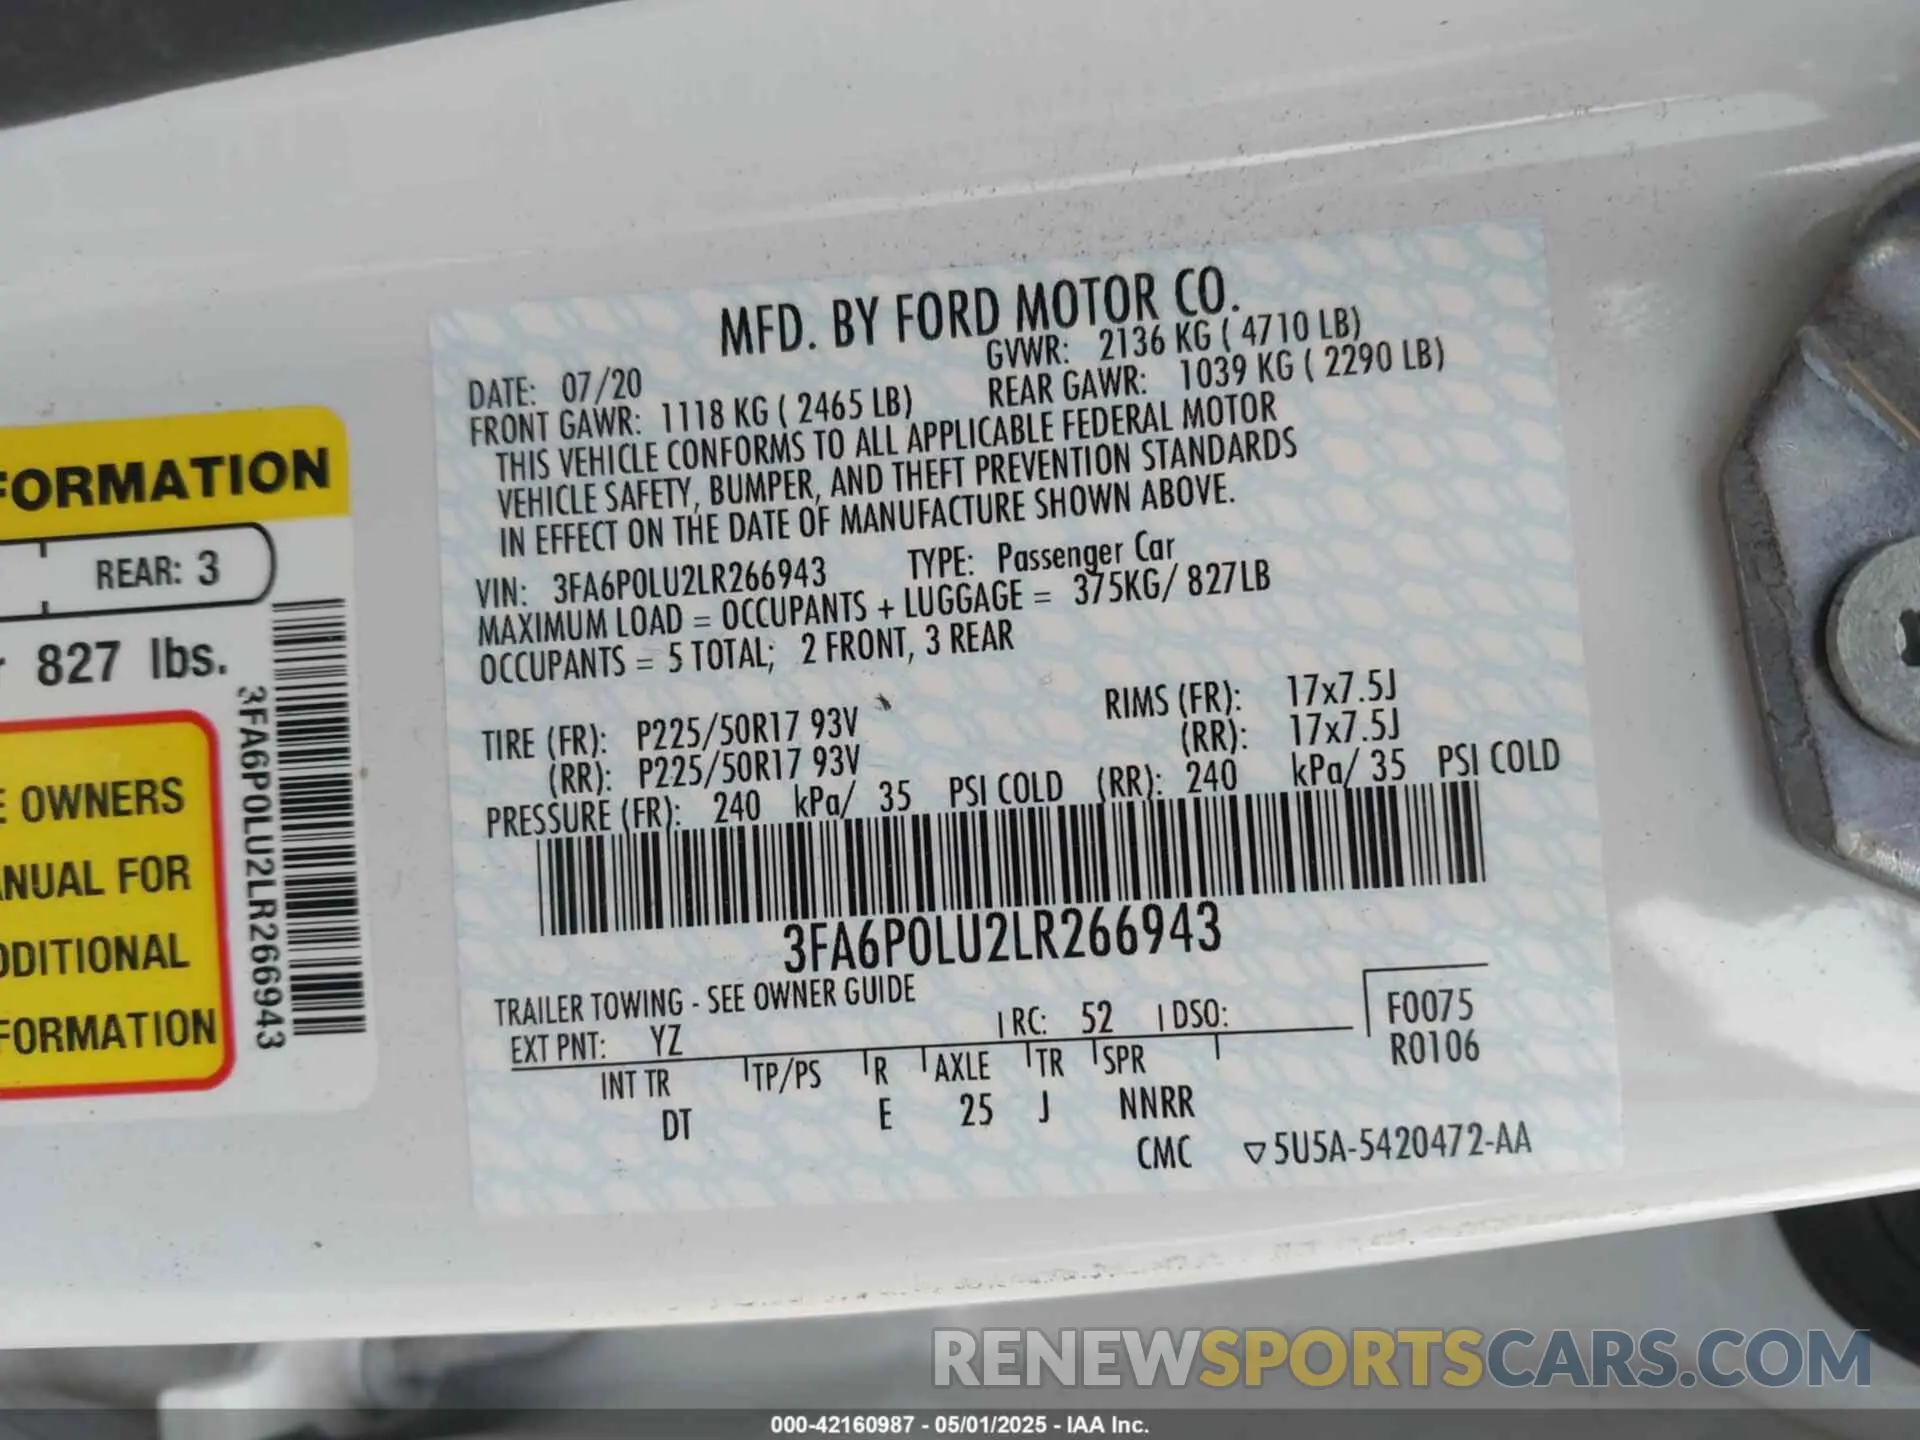 MFD. BY FORD MOTOR CO.
DATE: 07/20 GVWR: 2136 KG ( 4710 LB)
FRONT GAWR: 1118 KG ( 2465 LB) REAR GAWR: 1039 KG ( 2290 LB)
THIS VEHICLE CONFORMS TO ALL APPLICABLE FEDERAL MOTOR
VEHICLE SAFETY, BUMPER, AND THEFT PREVENTION STANDARDS
IN EFFECT ON THE DATE OF MANUFACTURE SHOWN ABOVE.
VIN: 3FA6P0LU2LR266943 TYPE: Passenger Car
MAXIMUM LOAD = OCCUPANTS + LUGGAGE = 375KG/ 827LB
OCCUPANTS = 5 TOTAL; 2 FRONT, 3 REAR
TIRE (FR): P225/50R17 93V RIMS (FR): 17x7.5J
(RR): P225/50R17 93V (RR): 17x7.5J
PRESSURE (FR): 240 kPa/ 35 PSI COLD (RR): 240 kPa/ 35 PSI COLD
3FA6P0LU2LR266943
TRAILER TOWING - SEE OWNER GUIDE
EXT PNT: YZ RC: 52 DSO: F0075
R0106
INT TR TP/PS R AXLE TR SPR
DT E 25 J NNRR
CMC ▽5U5A-5420472-AA
FORMATION
REAR: 3
827 lbs.
3FA6P0LU2LR266943
OWNERS
NUAL FOR
DDITIONAL
FORMATION
RENEWSPORTSCARS.COM
000-42160987 - 05/01/2025 - IAA Inc.